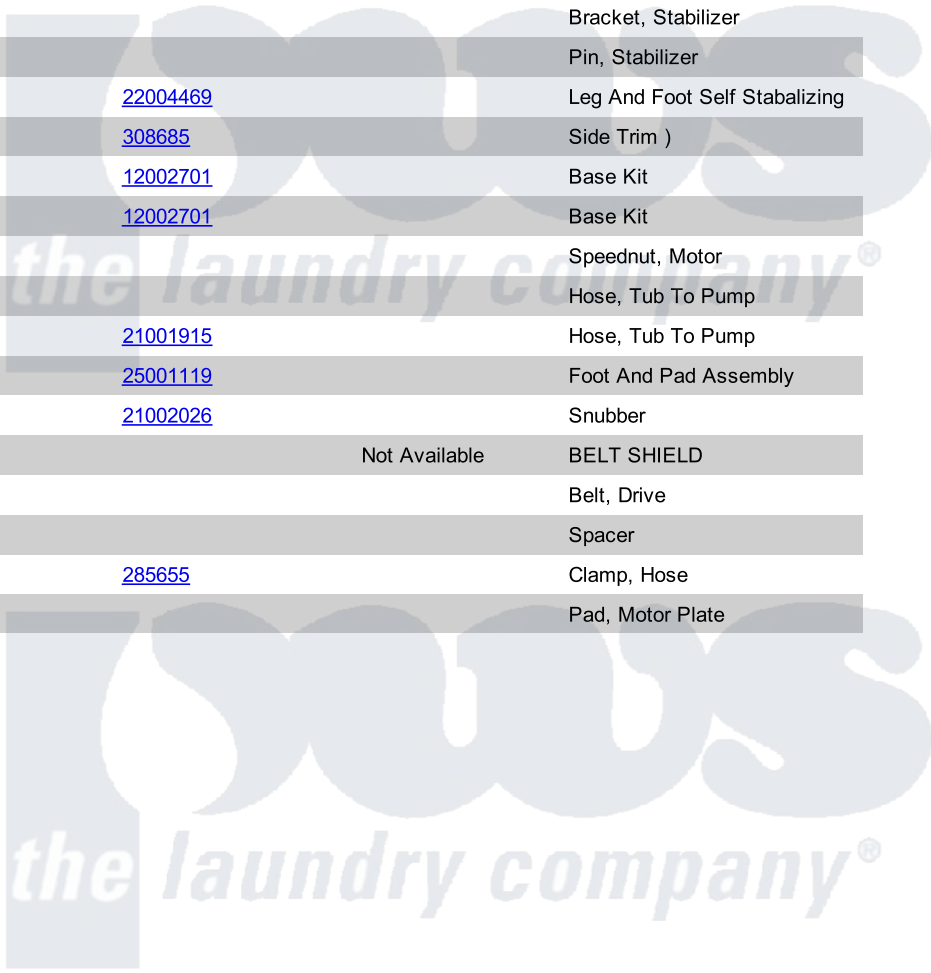 Bracket, Stabilizer
Pin, Stabilizer
22004469 Leg And Foot Self Stabalizing
308685 Side Trim )
12002701 Base Kit
12002701 Base Kit
Speednut, Motor
the laundry company®
Hose, Tub To Pump
21001915 Hose, Tub To Pump
25001119 Foot And Pad Assembly
21002026 Snubber
Not Available BELT SHIELD
Belt, Drive
Spacer
285655 Clamp, Hose
Pad, Motor Plate
pws
the laundry company®